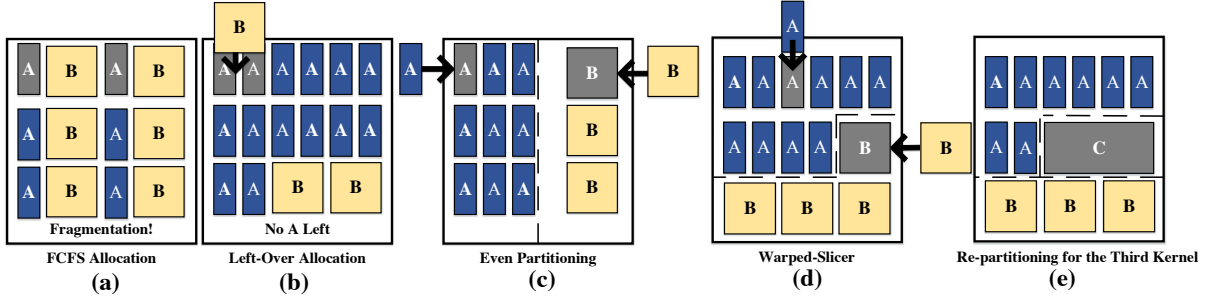 A B A B
A B A B
A B A B
Fragmentation!
FCFS Allocation
(a)
B
A A A A A A
A A A A A A
A A B B
No A Left
Left-Over Allocation
(b)
A A A A B B
A A A B
A A A B
Even Partitioning
(c)
A
A A A A A A
A A A A B B
B B B
Warped-Slicer
(d)
A A A A A A
A A C
B B B
Re-partitioning for the Third Kernel
(e)